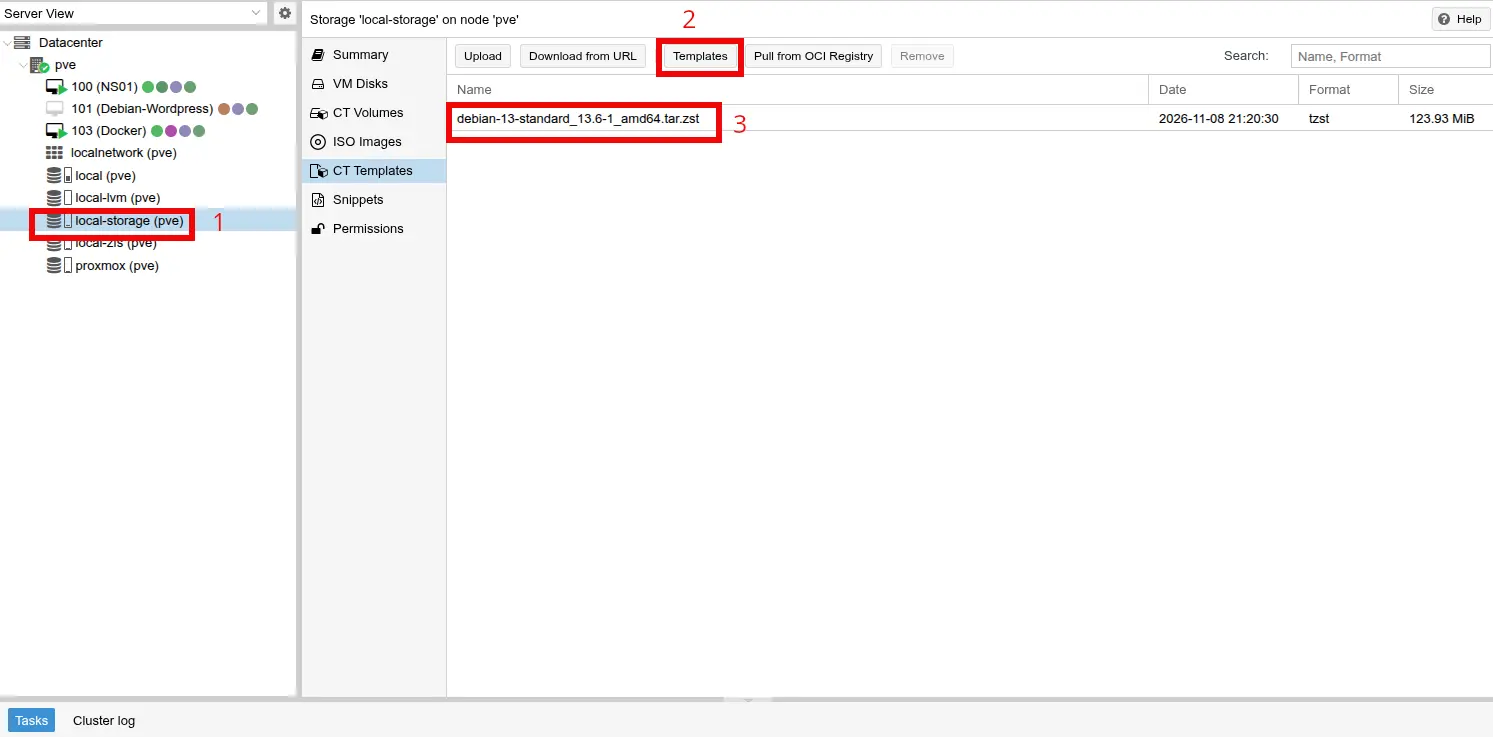 Server View
Storage 'local-storage' on node 'pve'
2
Help
Datacenter
pve
100 (NS01)
101 (Debian-Wordpress)
103 (Docker)
localnetwork (pve)
local (pve)
local-lvm (pve)
local-storage (pve)
1
local-zfs (pve)
proxmox (pve)
Summary
VM Disks
CT Volumes
ISO Images
CT Templates
Snippets
Permissions
Upload Download from URL Templates Pull from OCI Registry Remove Search: Name, Format
Name Date Format Size
debian-13-standard_13.6-1_amd64.tar.zst 3 2026-11-08 21:20:30 tzst 123.93 MiB
Tasks Cluster log